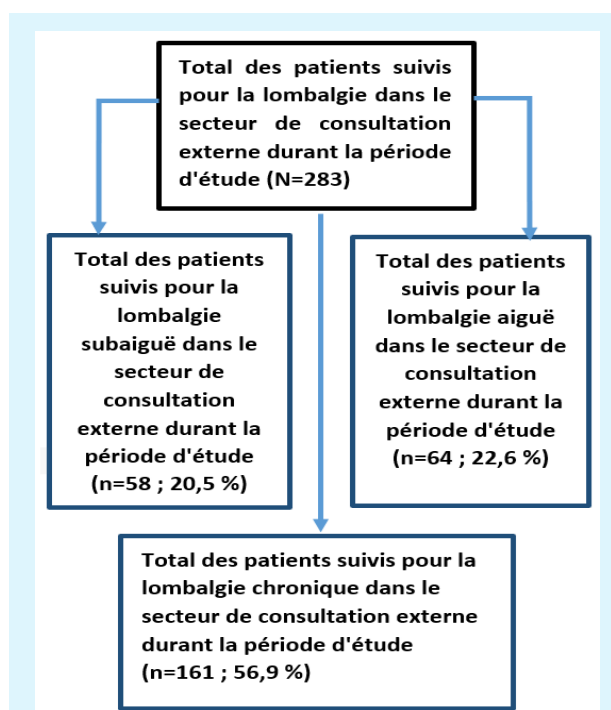 Total des patients suivis
pour la lombalgie dans le
secteur de consultation
externe durant la période
d'étude (N=283)
Total des patients
suivis pour la
lombalgie
subaiguë dans le
secteur de
consultation
externe durant la
période d'étude
(n=58 ; 20,5 %)
Total des patients
suivis pour la
lombalgie aiguë
dans le secteur de
consultation
externe durant la
période d'étude
(n=64 ; 22,6 %)
Total des patients suivis pour la
lombalgie chronique dans le
secteur de consultation externe
durant la période d'étude
(n=161 ; 56,9 %)